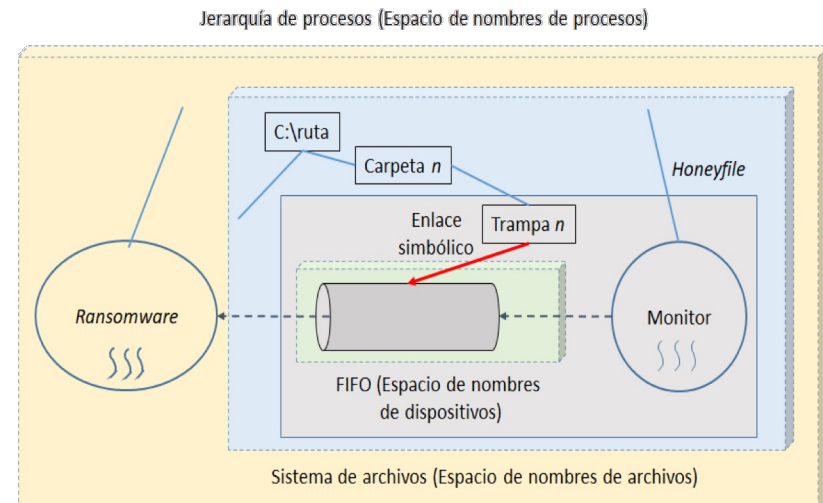 Jerarquía de procesos (Espacio de nombres de procesos)
C:\ruta
Carpeta n
Honeyfile
Enlace
simbólico
Trampa n
Ransomware
Monitor
FIFO (Espacio de nombres
de dispositivos)
Sistema de archivos (Espacio de nombres de archivos)